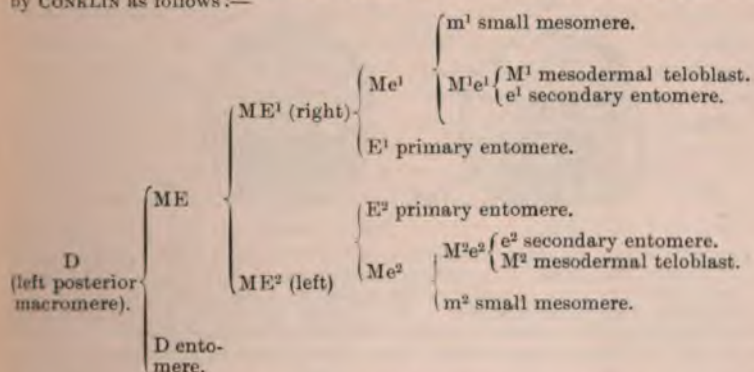 by CONKLIN as follows:—
m¹ small mesomere.
Me¹
M¹e¹ { M¹ mesodermal teloblast.
e¹ secondary entomere.
ME¹ (right)
E¹ primary entomere.
ME
E² primary entomere.
D
(left posterior
macromere).
M²e² { e² secondary entomere.
M² mesodermal teloblast.
ME² (left)
Me²
m² small mesomere.
D ento-
mere.